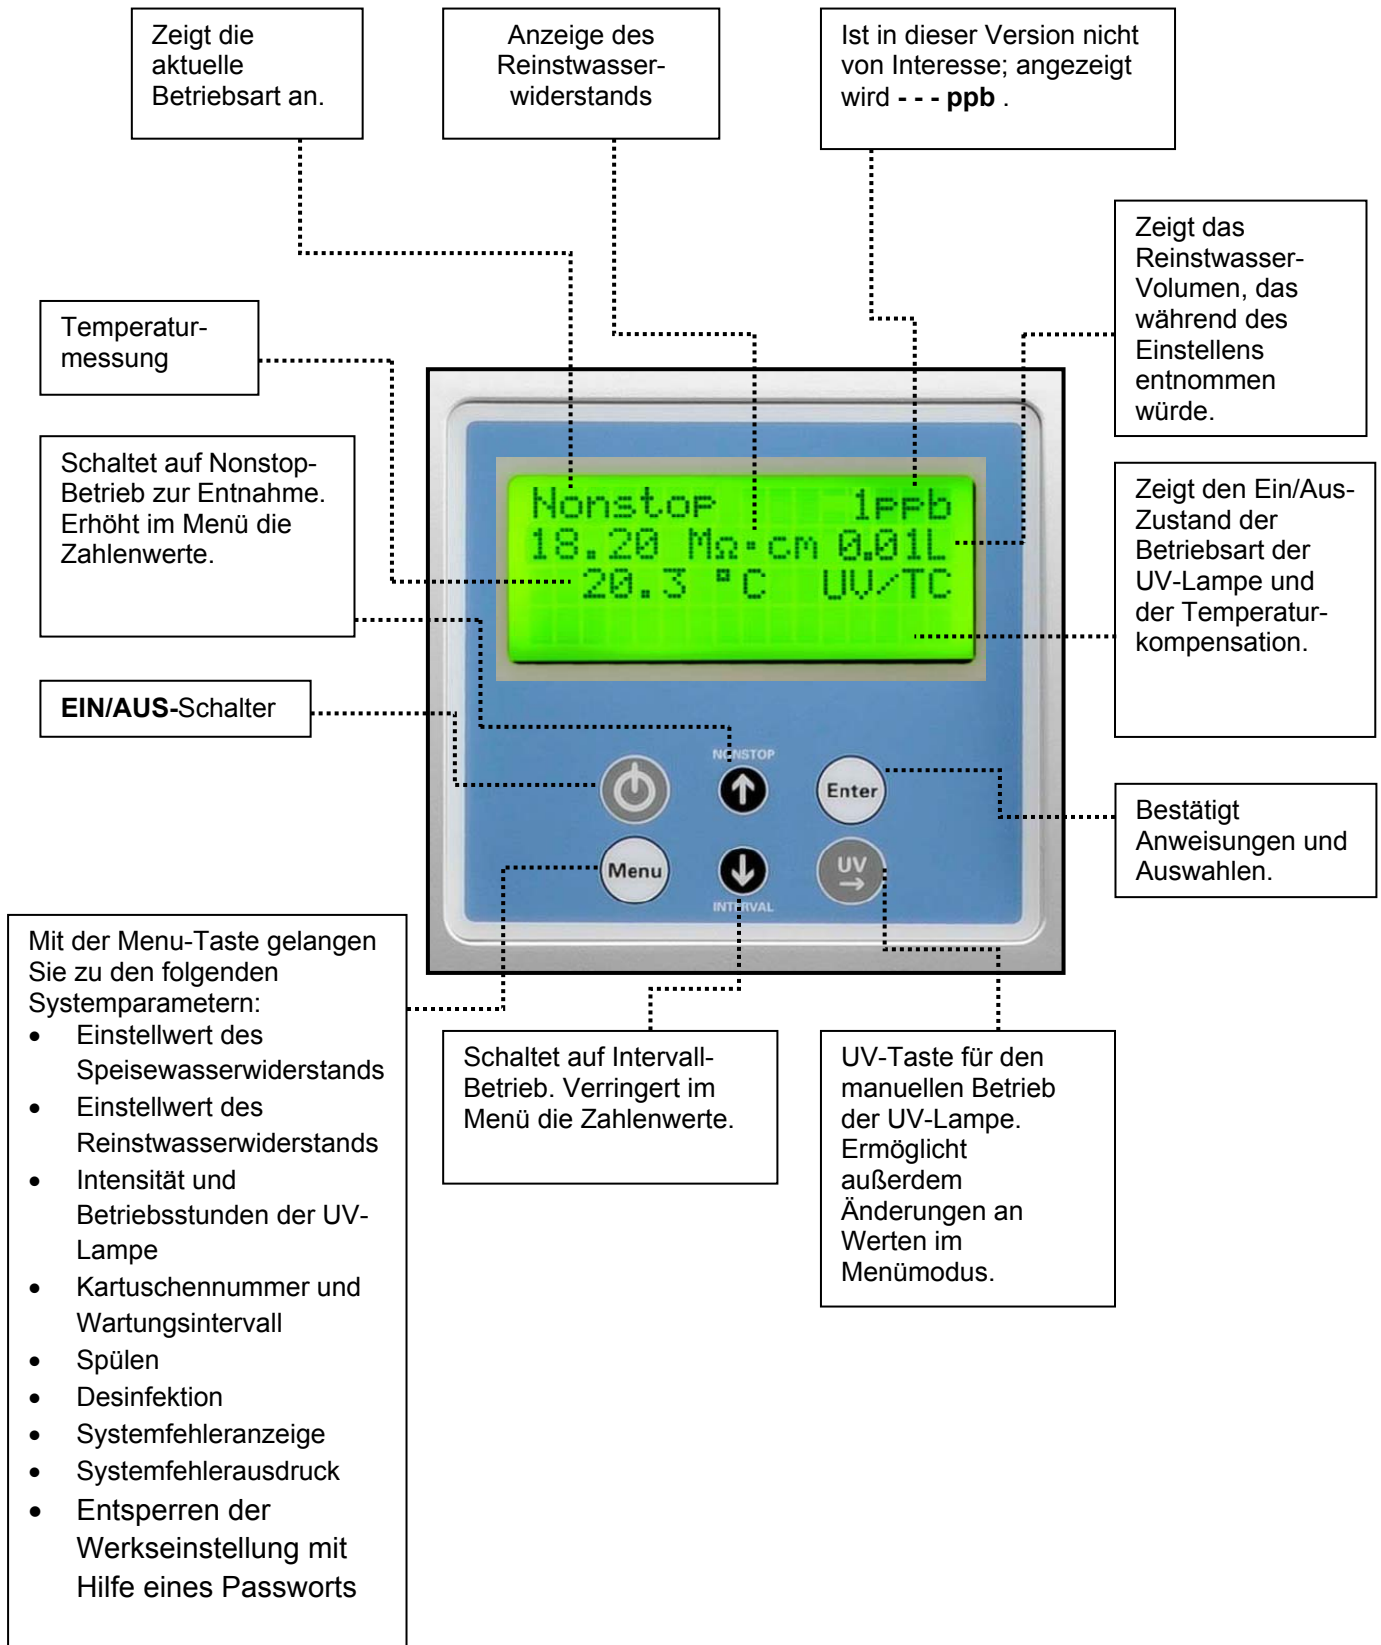 Zeigt die
aktuelle
Betriebsart an.
Anzeige des
Reinstwasser-
widerstands
Ist in dieser Version nicht
von Interesse; angezeigt
wird - - - ppb .
Zeigt das
Reinstwasser-
Volumen, das
während des
Einstellens
entnommen
würde.
Temperatur-
messung
Schaltet auf Nonstop-
Betrieb zur Entnahme.
Erhöht im Menü die
Zahlenwerte.
Zeigt den Ein/Aus-
Zustand der
Betriebsart der
UV-Lampe und
der Temperatur-
kompensation.
EIN/AUS-Schalter
Nonstop 1ppb
18.20 MΩ·cm 0.01L
20.3 °C UV/TC
NONSTOP
Enter
Menu
UV
INTERVAL
Bestätigt
Anweisungen und
Auswahlen.
Mit der Menu-Taste gelangen
Sie zu den folgenden
Systemparametern:
• Einstellwert des
Speisewasserwiderstands
• Einstellwert des
Reinstwasserwiderstands
• Intensität und
Betriebsstunden der UV-
Lampe
• Kartuschennummer und
Wartungsintervall
• Spülen
• Desinfektion
• Systemfehleranzeige
• Systemfehlerausdruck
• Entsperren der
Werkseinstellung mit
Hilfe eines Passworts
Schaltet auf Intervall-
Betrieb. Verringert im
Menü die Zahlenwerte.
UV-Taste für den
manuellen Betrieb
der UV-Lampe.
Ermöglicht
außerdem
Änderungen an
Werten im
Menümodus.